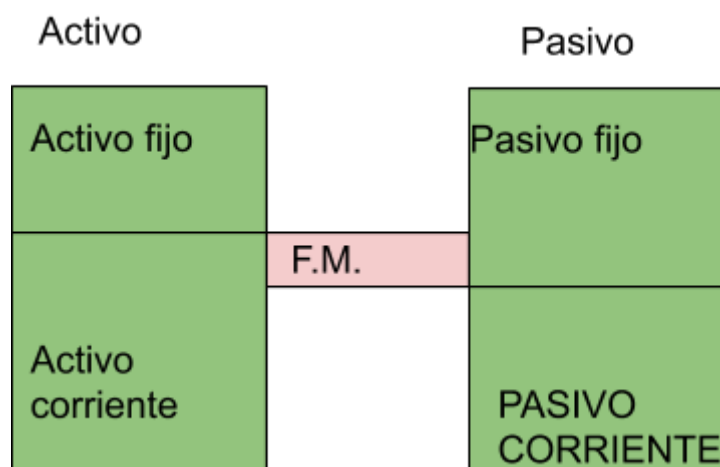 Activo
Pasivo
Activo fijo
Pasivo fijo
F.M.
Activo
corriente
PASIVO
CORRIENTE